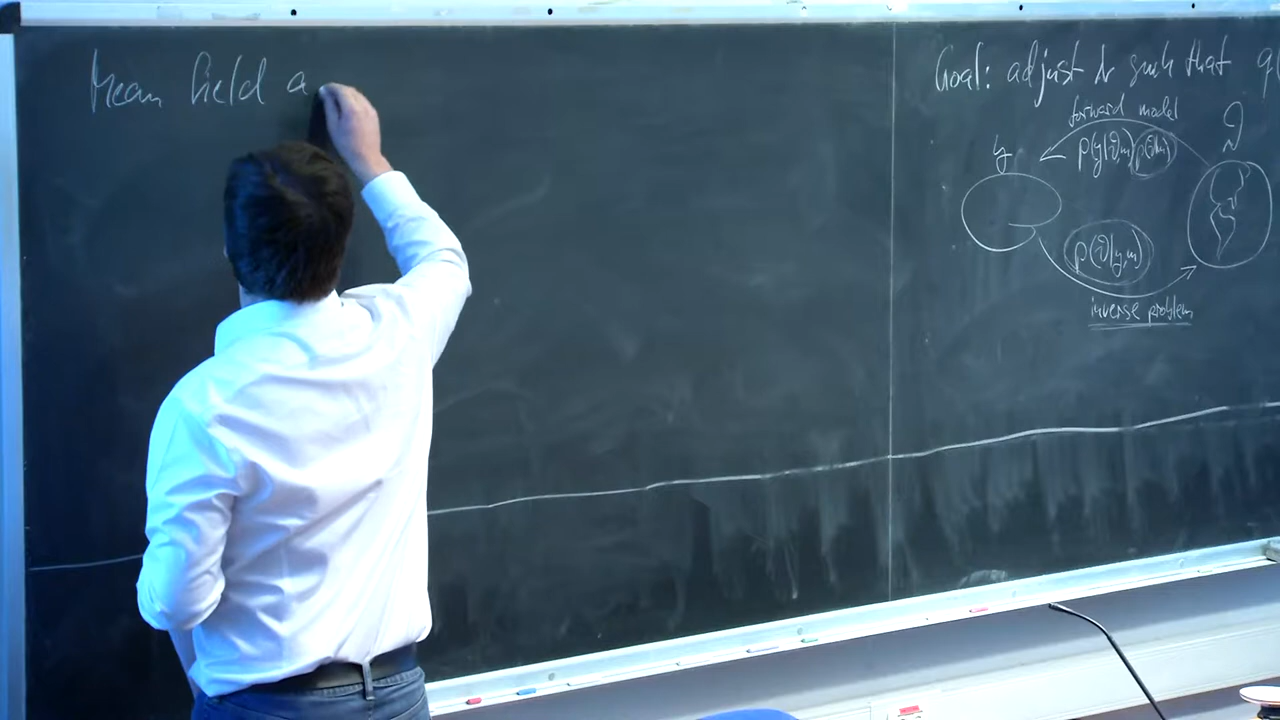 Mean field a
Goal: adjust λ such that q(
forward model
y
p(y|ϑ,m) p(ϑ|m)
ϑ
p(ϑ|y,m)
inverse problem